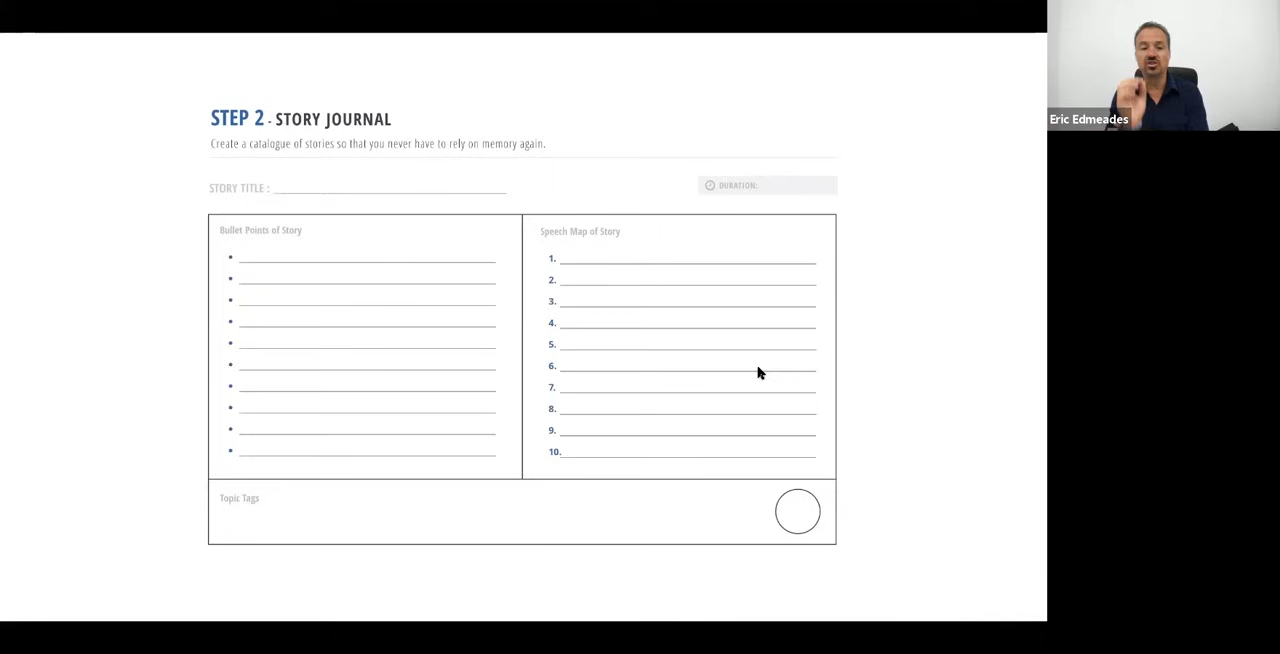 STEP 2 - STORY JOURNAL
Create a catalogue of stories so that you never have to rely on memory again.
STORY TITLE :
DURATION:
Bullet Points of Story
Speech Map of Story
1.
2.
3.
4.
5.
6.
7.
8.
9.
10.
Topic Tags
Eric Edmeades